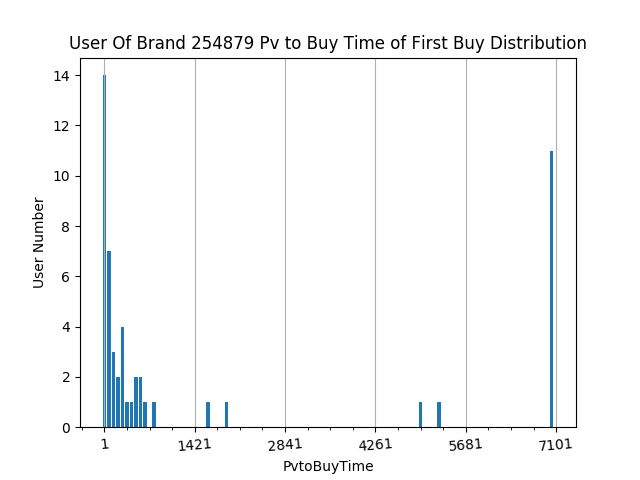 User Of Brand 254879 Pv to Buy Time of First Buy Distribution
14
12
10
8
6
4
2
0
User Number
1 1421 2841 4261 5681 7101
PvtoBuyTime